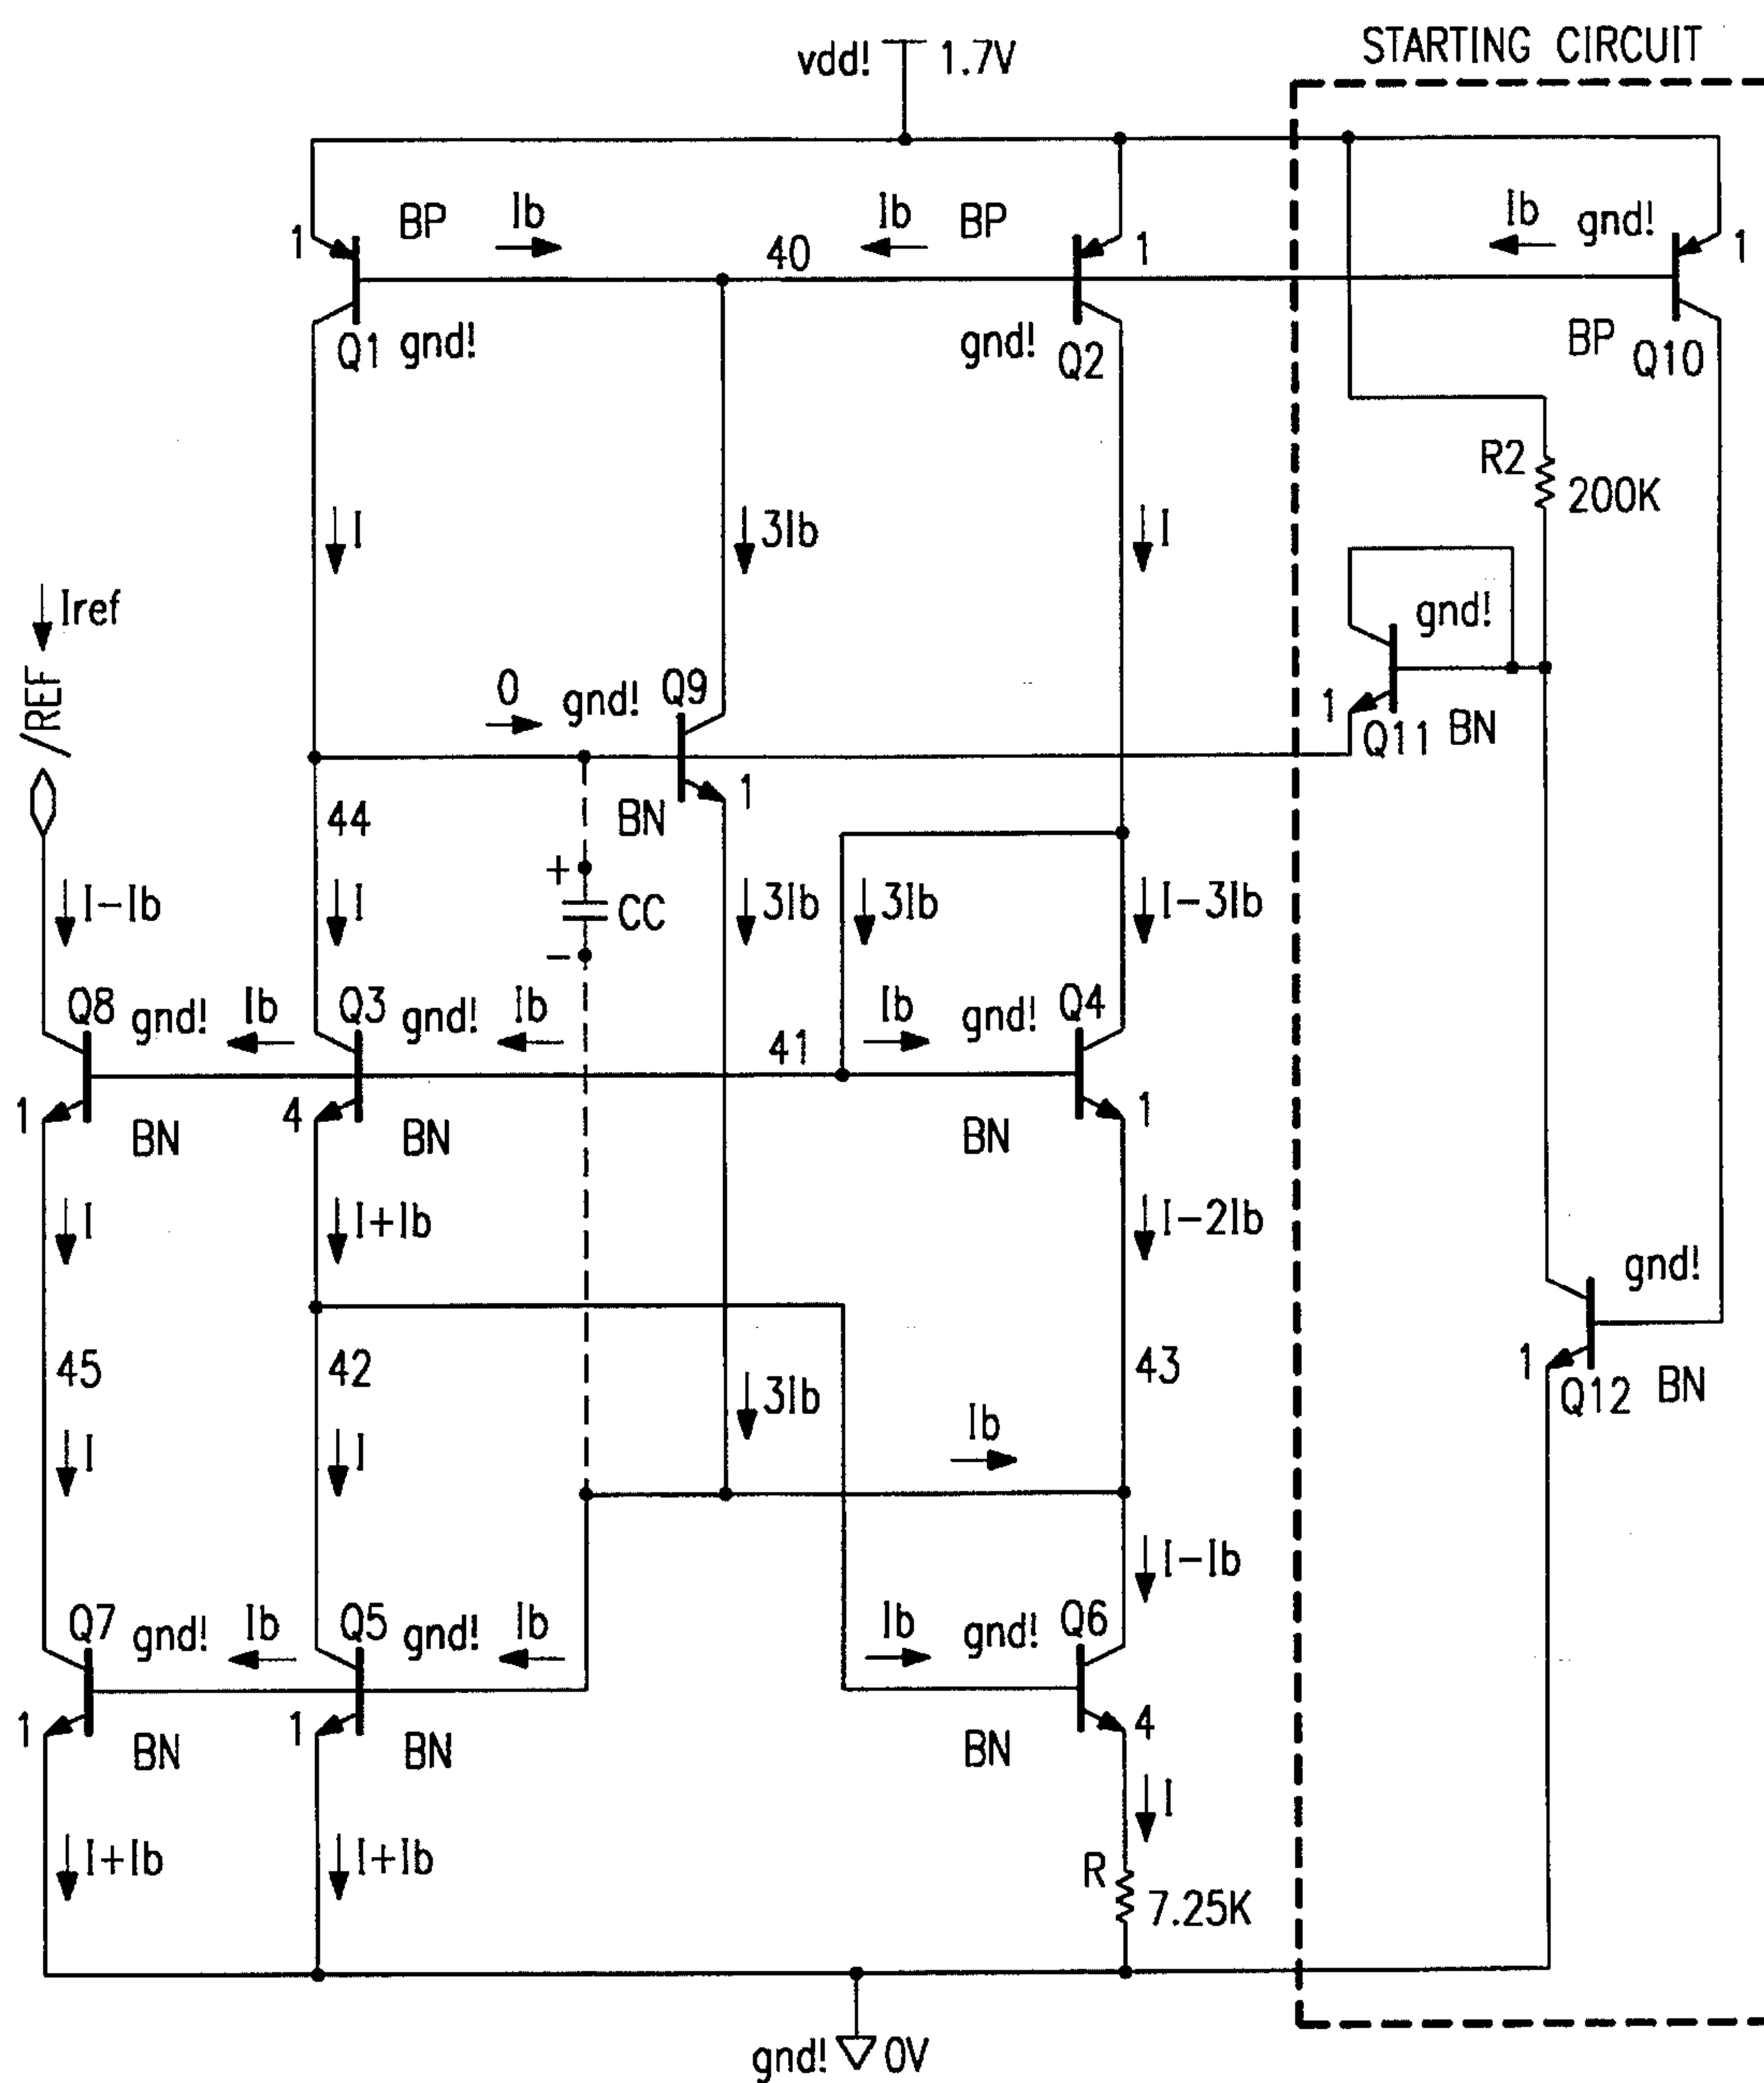 STARTING CIRCUIT
vdd! 1.7V
1 BP Ib 40 Ib BP 1 Ib gnd! 1
Q1 gnd! gnd! Q2 BP Q10
R2 200K
I 3Ib I
Iref
gnd!
/REF
0 gnd! Q9 1 Q11 BN
44 BN 1
+
I-Ib I CC 3Ib 3Ib I-3Ib
-
Q8 gnd! Ib Q3 gnd! Ib 41 Ib gnd! Q4
1 BN 4 BN BN 1
I I+Ib I-2Ib
gnd!
45 42 43 1 Q12 BN
I I 3Ib Ib
I-Ib
Q7 gnd! Ib Q5 gnd! Ib Ib gnd! Q6
1 BN 1 BN BN 4
I
I+Ib I+Ib R 7.25K
gnd! 0V